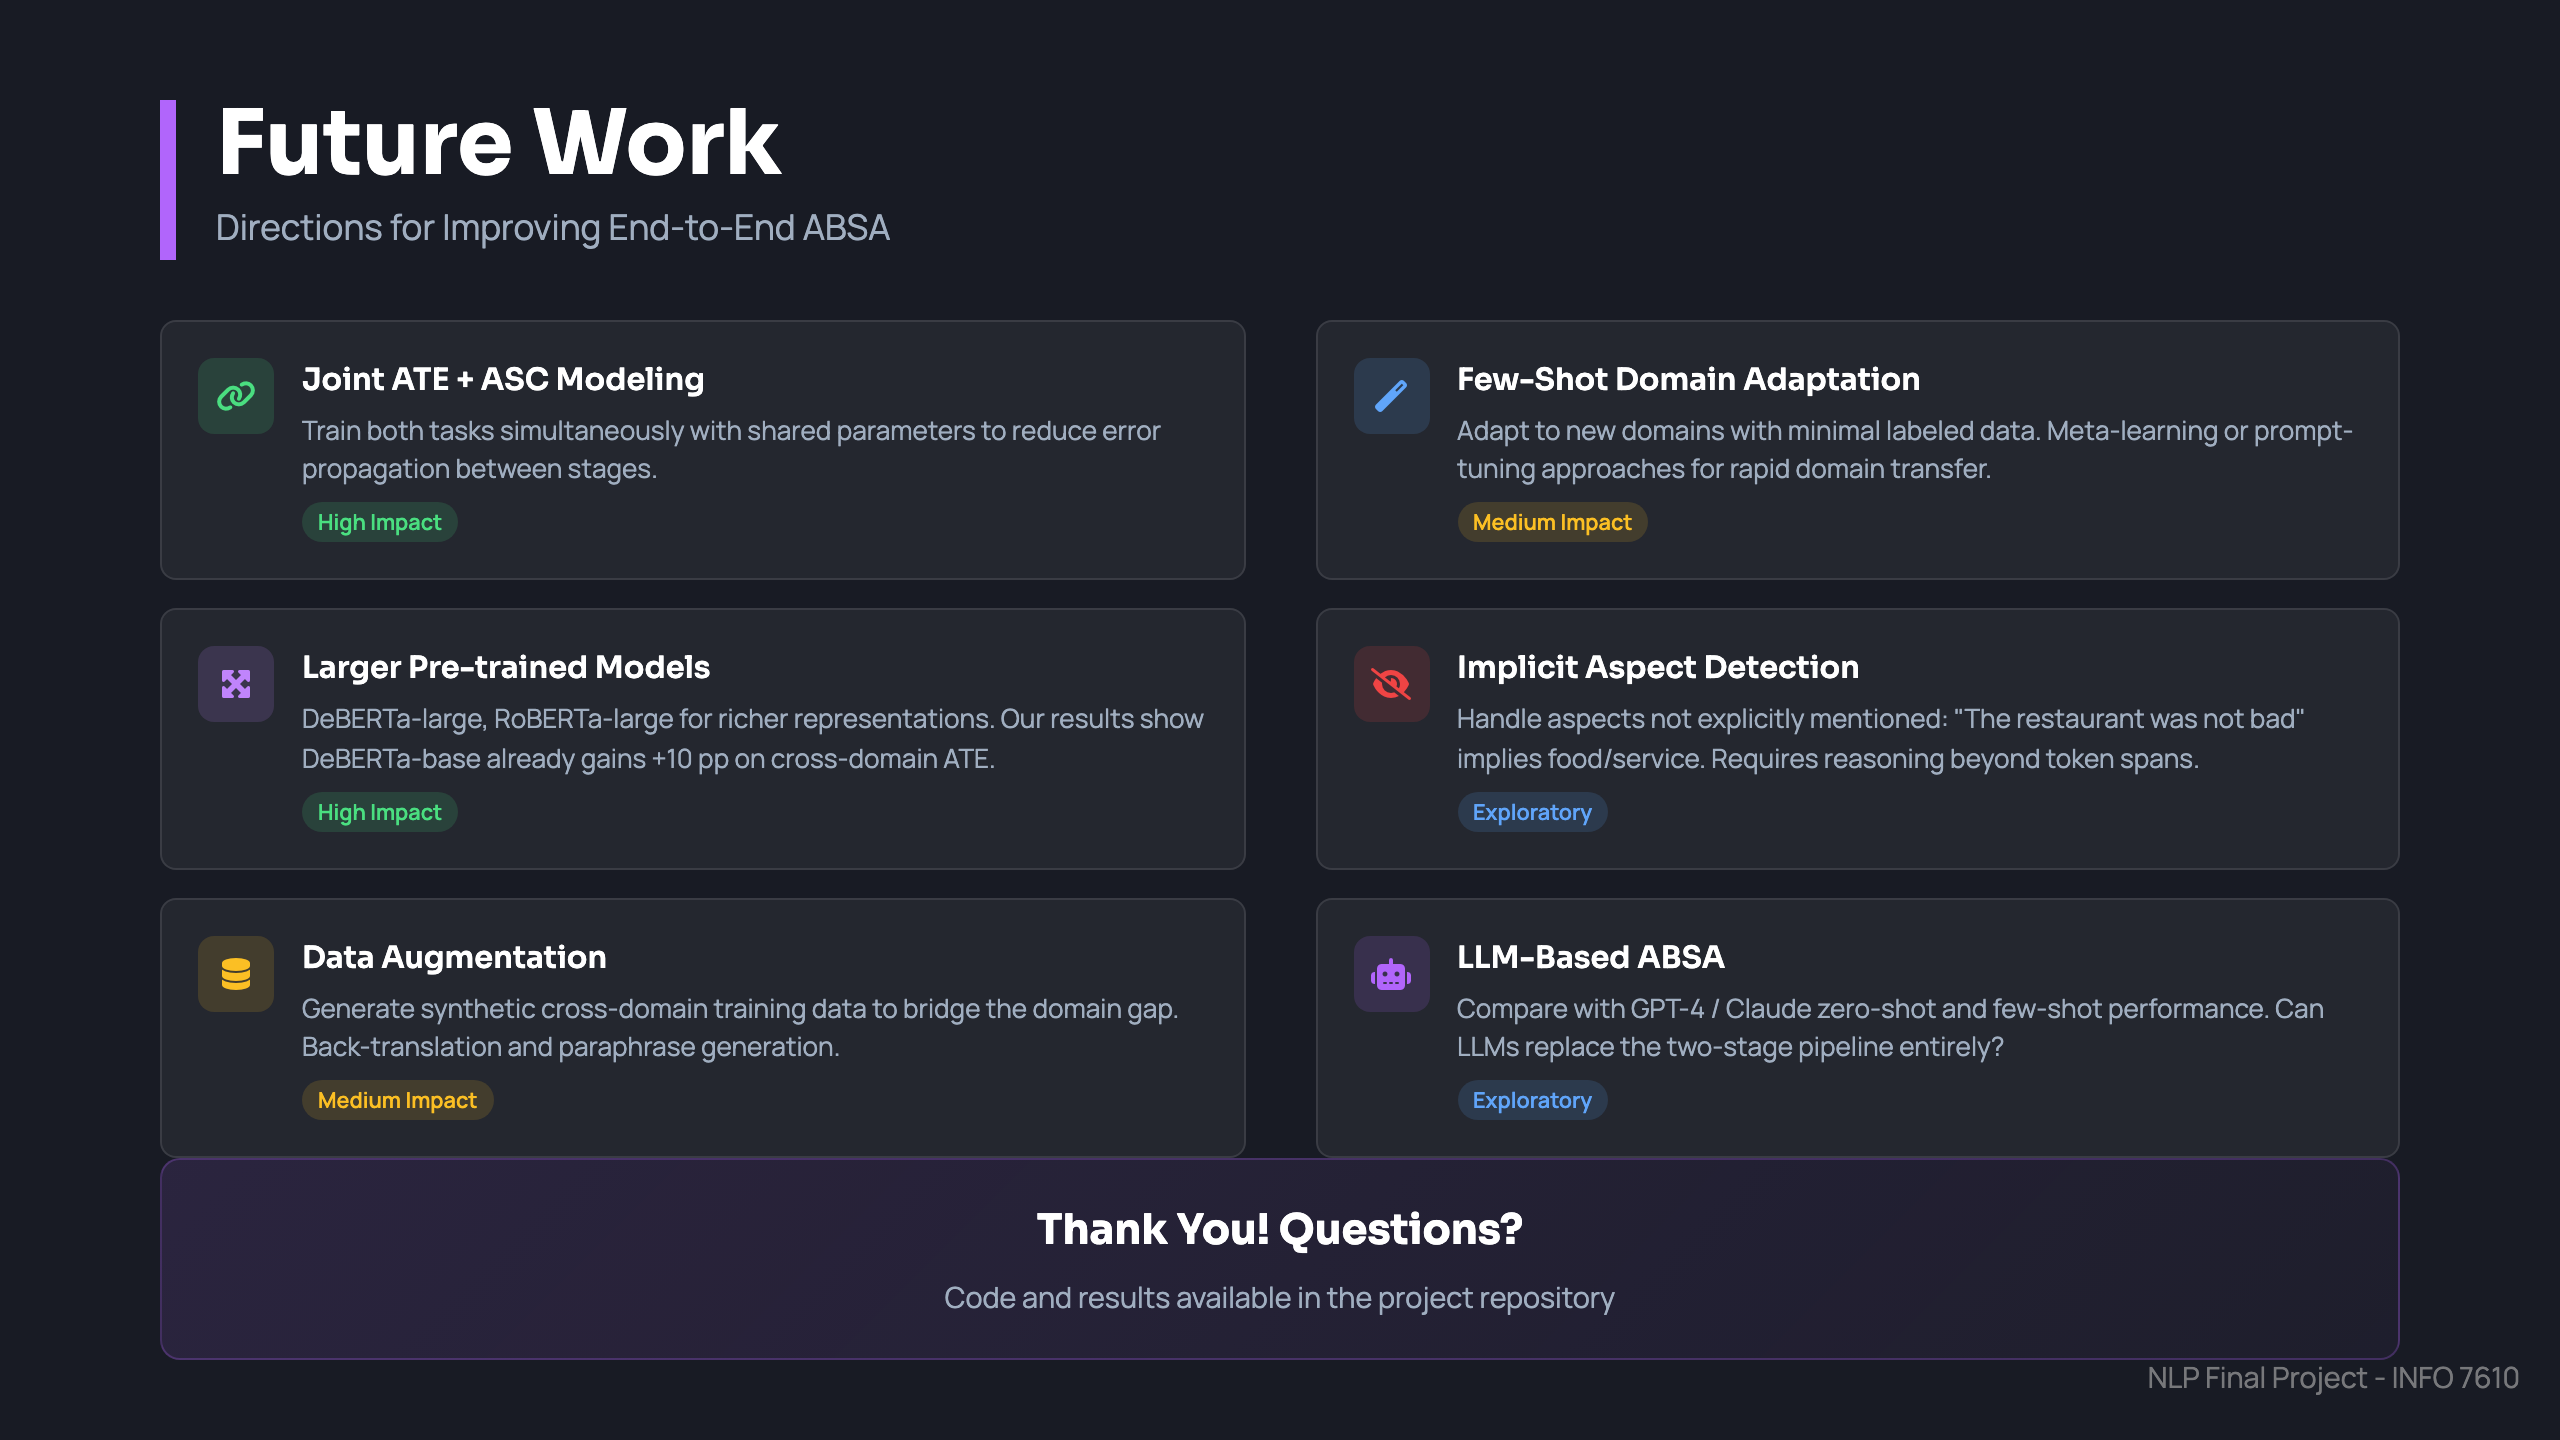 Future Work
Directions for Improving End-to-End ABSA
Joint ATE + ASC Modeling
Train both tasks simultaneously with shared parameters to reduce error
propagation between stages.
High Impact
Few-Shot Domain Adaptation
Adapt to new domains with minimal labeled data. Meta-learning or prompt-
tuning approaches for rapid domain transfer.
Medium Impact
Larger Pre-trained Models
DeBERTa-large, RoBERTa-large for richer representations. Our results show
DeBERTa-base already gains +10 pp on cross-domain ATE.
High Impact
Implicit Aspect Detection
Handle aspects not explicitly mentioned: "The restaurant was not bad"
implies food/service. Requires reasoning beyond token spans.
Exploratory
Data Augmentation
Generate synthetic cross-domain training data to bridge the domain gap.
Back-translation and paraphrase generation.
Medium Impact
LLM-Based ABSA
Compare with GPT-4 / Claude zero-shot and few-shot performance. Can
LLMs replace the two-stage pipeline entirely?
Exploratory
Thank You! Questions?
Code and results available in the project repository
NLP Final Project - INFO 7610